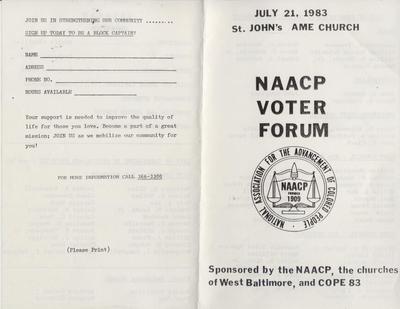 JOIN US IN STRENGTHENING OUR COMMUNITY ........
SIGN UP TODAY TO BE A BLOCK CAPTAIN!
NAME
ADRESS
PHONE NO.
HOURS AVAILABLE
Your support is needed to improve the quality of
life for those you love. Become a part of a great
mission; JOIN US as we mobilize our community for
you!
FOR MORE INFORMATION CALL 366-3300
(Please Print)
JULY 21, 1983
St. JOHN's AME CHURCH
NAACP
VOTER
FORUM
NATIONAL ASSOCIATION FOR THE ADVANCEMENT OF COLORED PEOPLE
NAACP
FOUNDED
1909
Sponsored by the NAACP, the churches
of West Baltimore, and COPE 83